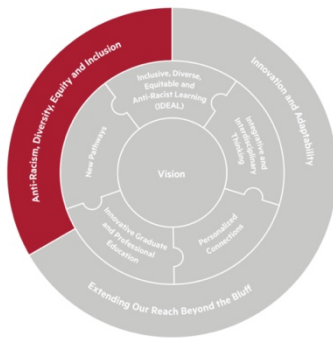 Anti-Racism, Diversity, Equity and Inclusion
Innovation and Adaptability
Extending Our Reach Beyond the Bluff
Inclusive, Diverse,
Equitable and
Anti-Racist Learning
(IDEAL)
Integrative and
Interdisciplinary
Thinking
Personalized
Connections
Innovative Graduate
and Professional
Education
New Pathways
Vision